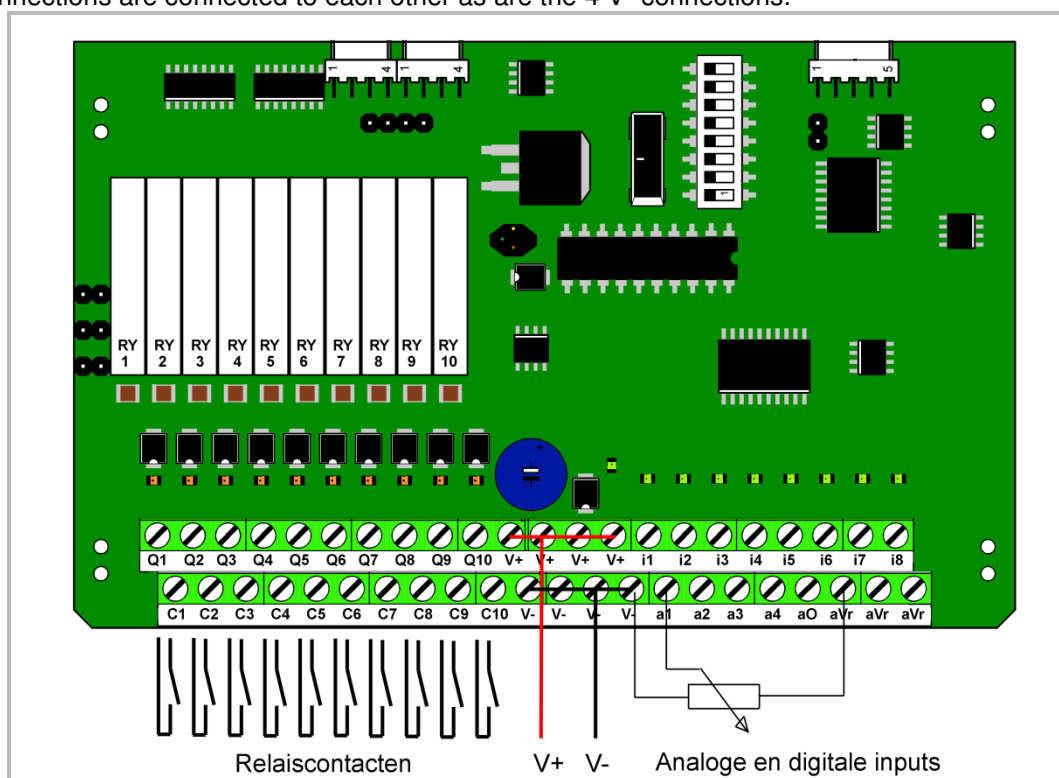 nnections are connected to each other as are the 4 V- connections.
1 4 1 4 1 5
1
RY RY RY RY RY RY RY RY RY RY
1 2 3 4 5 6 7 8 9 10
+
Q1 Q2 Q3 Q4 Q5 Q6 Q7 Q8 Q9 Q10 V+ V+ V+ V+ i1 i2 i3 i4 i5 i6 i7 i8
C1 C2 C3 C4 C5 C6 C7 C8 C9 C10 V- V- V- V- a1 a2 a3 a4 aO aVr aVr aVr
Relaiscontacten V+ V- Analoge en digitale inputs